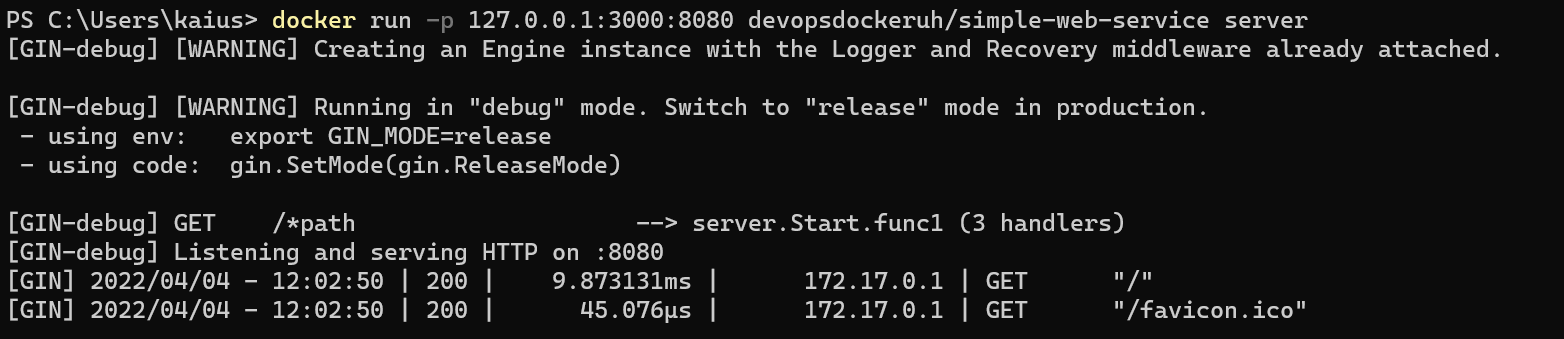 PS C:\Users\kaius> docker run -p 127.0.0.1:3000:8080 devopsdockeruh/simple-web-service server
[GIN-debug] [WARNING] Creating an Engine instance with the Logger and Recovery middleware already attached.
[GIN-debug] [WARNING] Running in "debug" mode. Switch to "release" mode in production.
 - using env:   export GIN_MODE=release
 - using code:  gin.SetMode(gin.ReleaseMode)
[GIN-debug] GET    /*path                    --> server.Start.func1 (3 handlers)
[GIN-debug] Listening and serving HTTP on :8080
[GIN] 2022/04/04 - 12:02:50 | 200 |    9.873131ms |      172.17.0.1 | GET      "/"
[GIN] 2022/04/04 - 12:02:50 | 200 |      45.076µs |      172.17.0.1 | GET      "/favicon.ico"